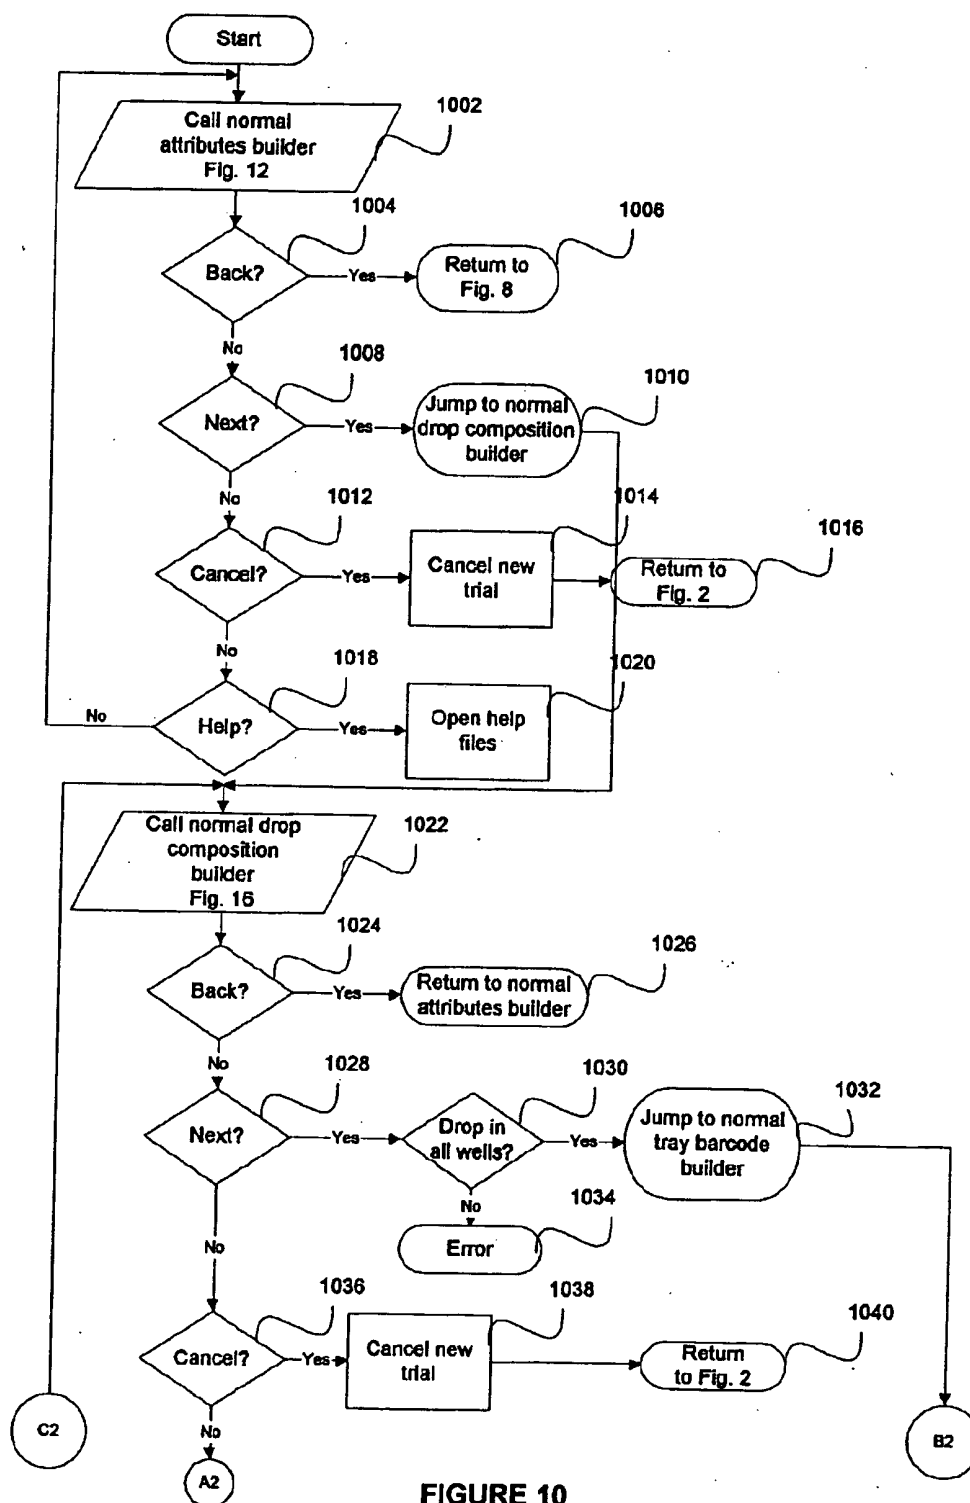 Start
Call normal
attributes builder
Fig. 12
1002
1004
Back?
Yes
Return to
Fig. 8
1006
No
1008
Next?
Yes
Jump to normal
drop composition
builder
1010
No
1012
Cancel?
Yes
Cancel new
trial
1014
Return to
Fig. 2
1016
No
1018
Help?
No
Yes
Open help
files
1020
Call normal drop
composition
builder
Fig. 16
1022
1024
Back?
Yes
Return to normal
attributes builder
1026
No
1028
Next?
Yes
Drop in
all wells?
1030
Yes
Jump to normal
tray barcode
builder
1032
No
Error
1034
No
1036
Cancel?
Yes
Cancel new
trial
1038
Return
to Fig. 2
1040
No
C2
A2
B2
FIGURE 10